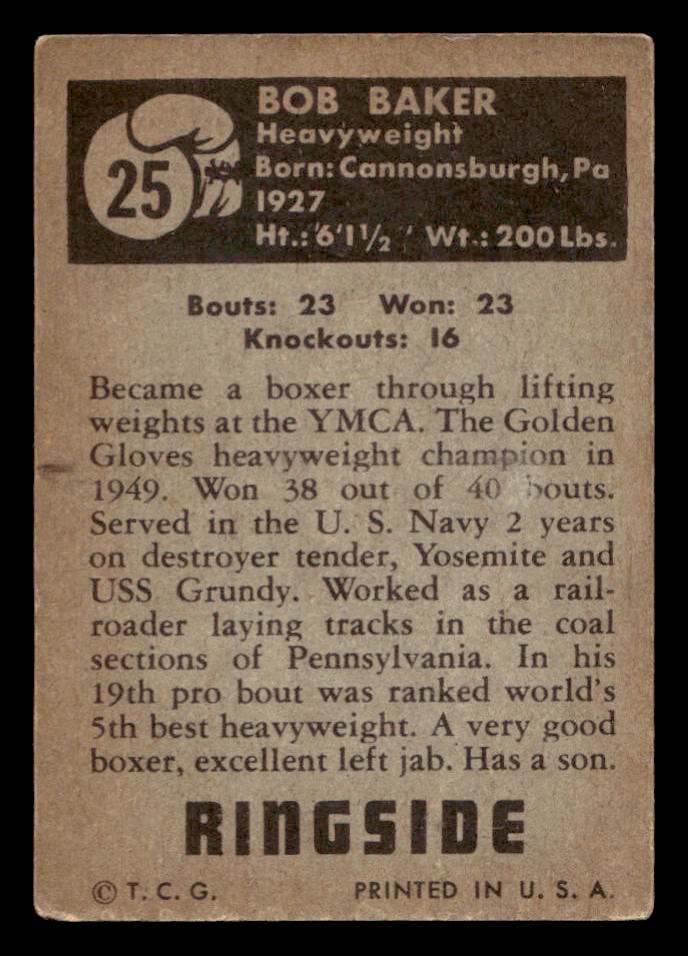 25
BOB BAKER
Heavyweight
Born: Cannonsburgh, Pa
1927
Ht.: 6'1½" Wt.: 200 Lbs.
Bouts: 23 Won: 23
Knockouts: 16
Became a boxer through lifting
weights at the YMCA. The Golden
Gloves heavyweight champion in
1949. Won 38 out of 40 bouts.
Served in the U. S. Navy 2 years
on destroyer tender, Yosemite and
USS Grundy. Worked as a rail-
roader laying tracks in the coal
sections of Pennsylvania. In his
19th pro bout was ranked world's
5th best heavyweight. A very good
boxer, excellent left jab. Has a son.
RINGSIDE
© T. C. G. PRINTED IN U. S. A.